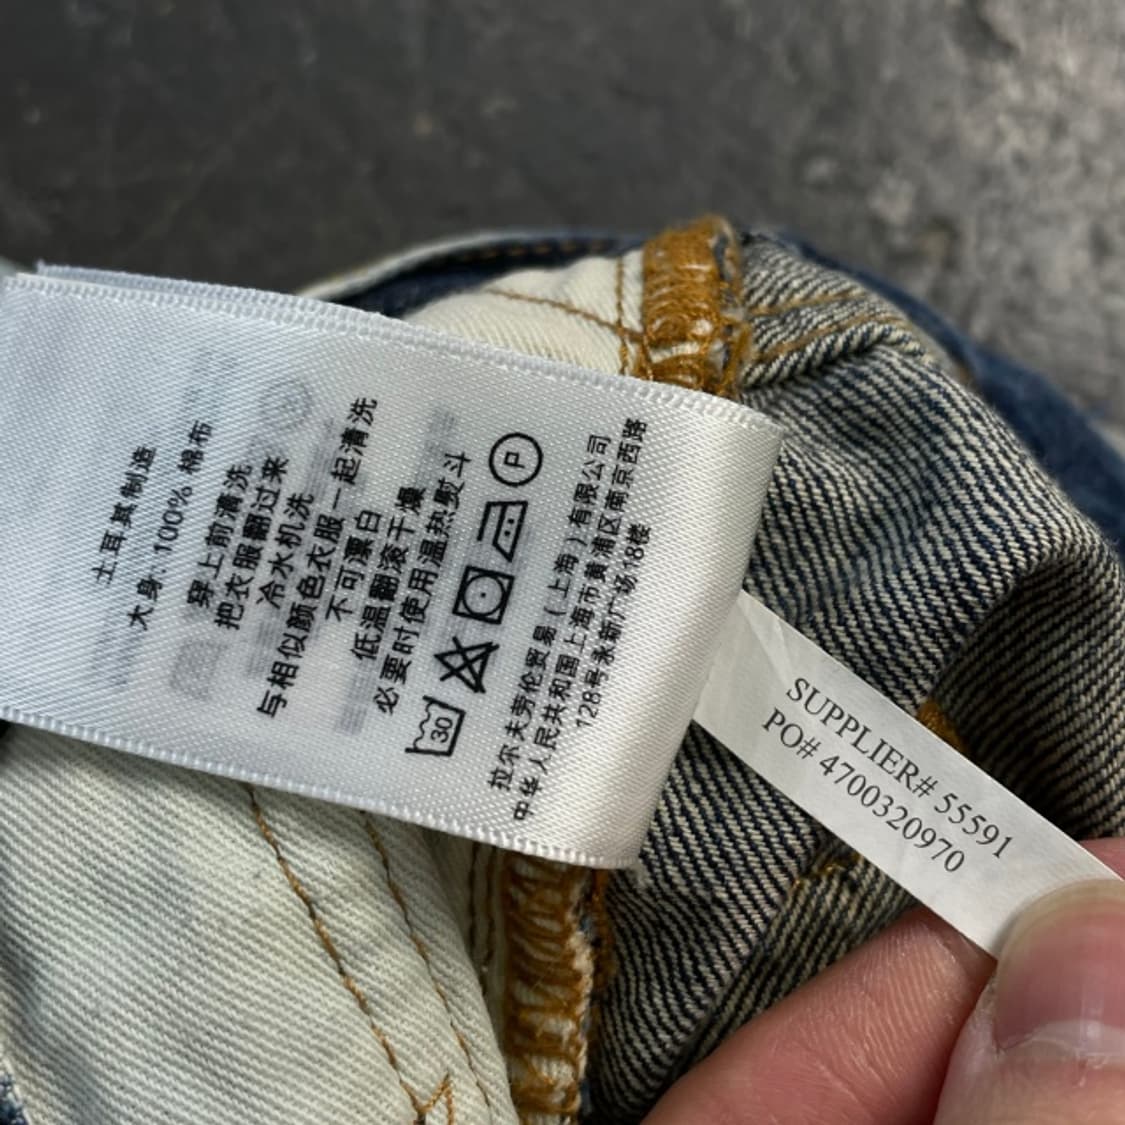 土耳其制造
大身：100% 棉布
穿上前清洗
把衣服翻过来
冷水机洗
与相似颜色衣服一起清洗
不可漂白
低温翻滚干燥
必要时使用温热熨斗
30
P
拉尔夫劳伦贸易（上海）有限公司
中华人民共和国上海市黄浦区南京西路
128号永新广场18楼
SUPPLIER# 55591
PO# 4700320970